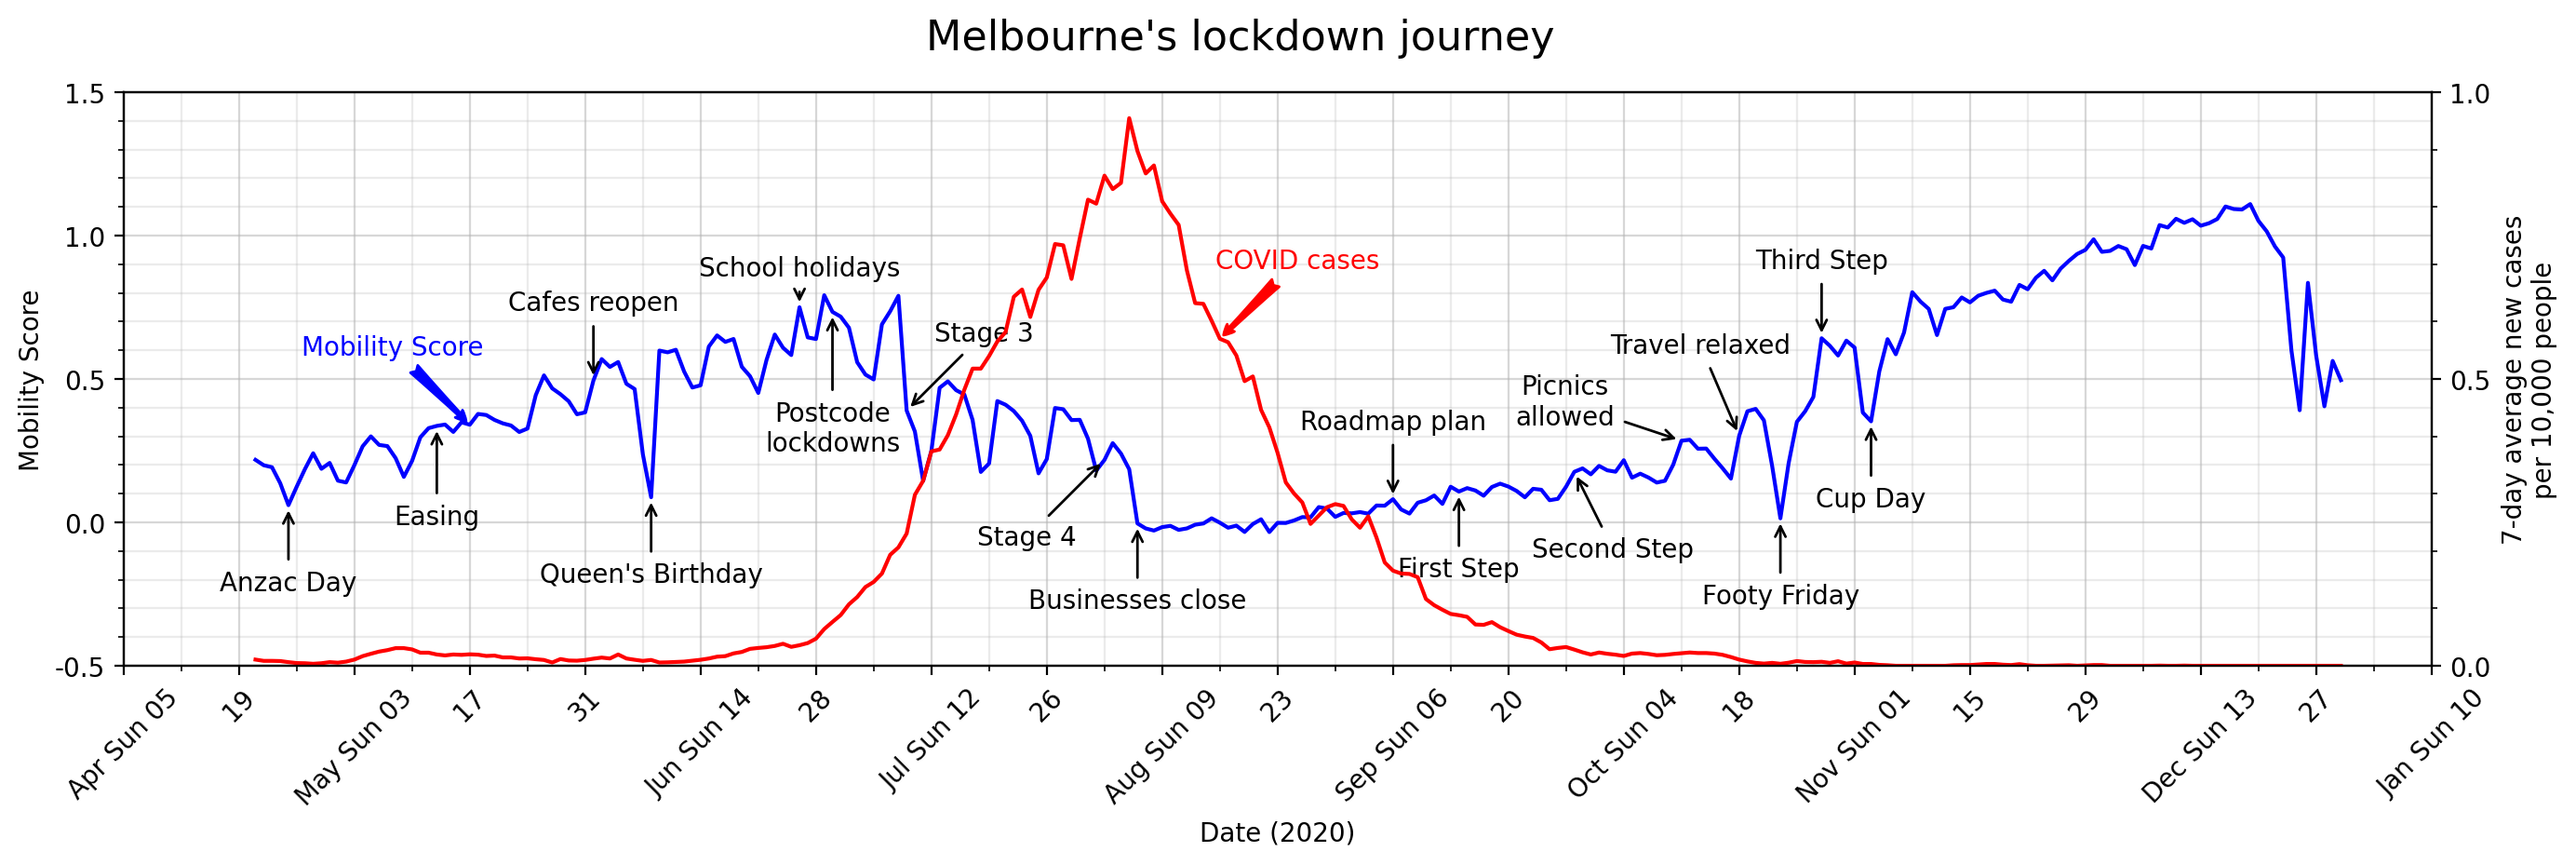 Melbourne's lockdown journey
1.5
1.0
0.5
0.0
-0.5
Mobility Score
1.0
0.5
0.0
7-day average new cases
per 10,000 people
Mobility Score
COVID cases
Anzac Day
Easing
Cafes reopen
Queen's Birthday
School holidays
Postcode
lockdowns
Stage 3
Stage 4
Businesses close
Roadmap plan
First Step
Second Step
Picnics
allowed
Travel relaxed
Footy Friday
Third Step
Cup Day
Apr Sun 05
19
May Sun 03
17
31
Jun Sun 14
28
Jul Sun 12
26
Aug Sun 09
23
Sep Sun 06
20
Oct Sun 04
18
Nov Sun 01
15
29
Dec Sun 13
27
Jan Sun 10
Date (2020)